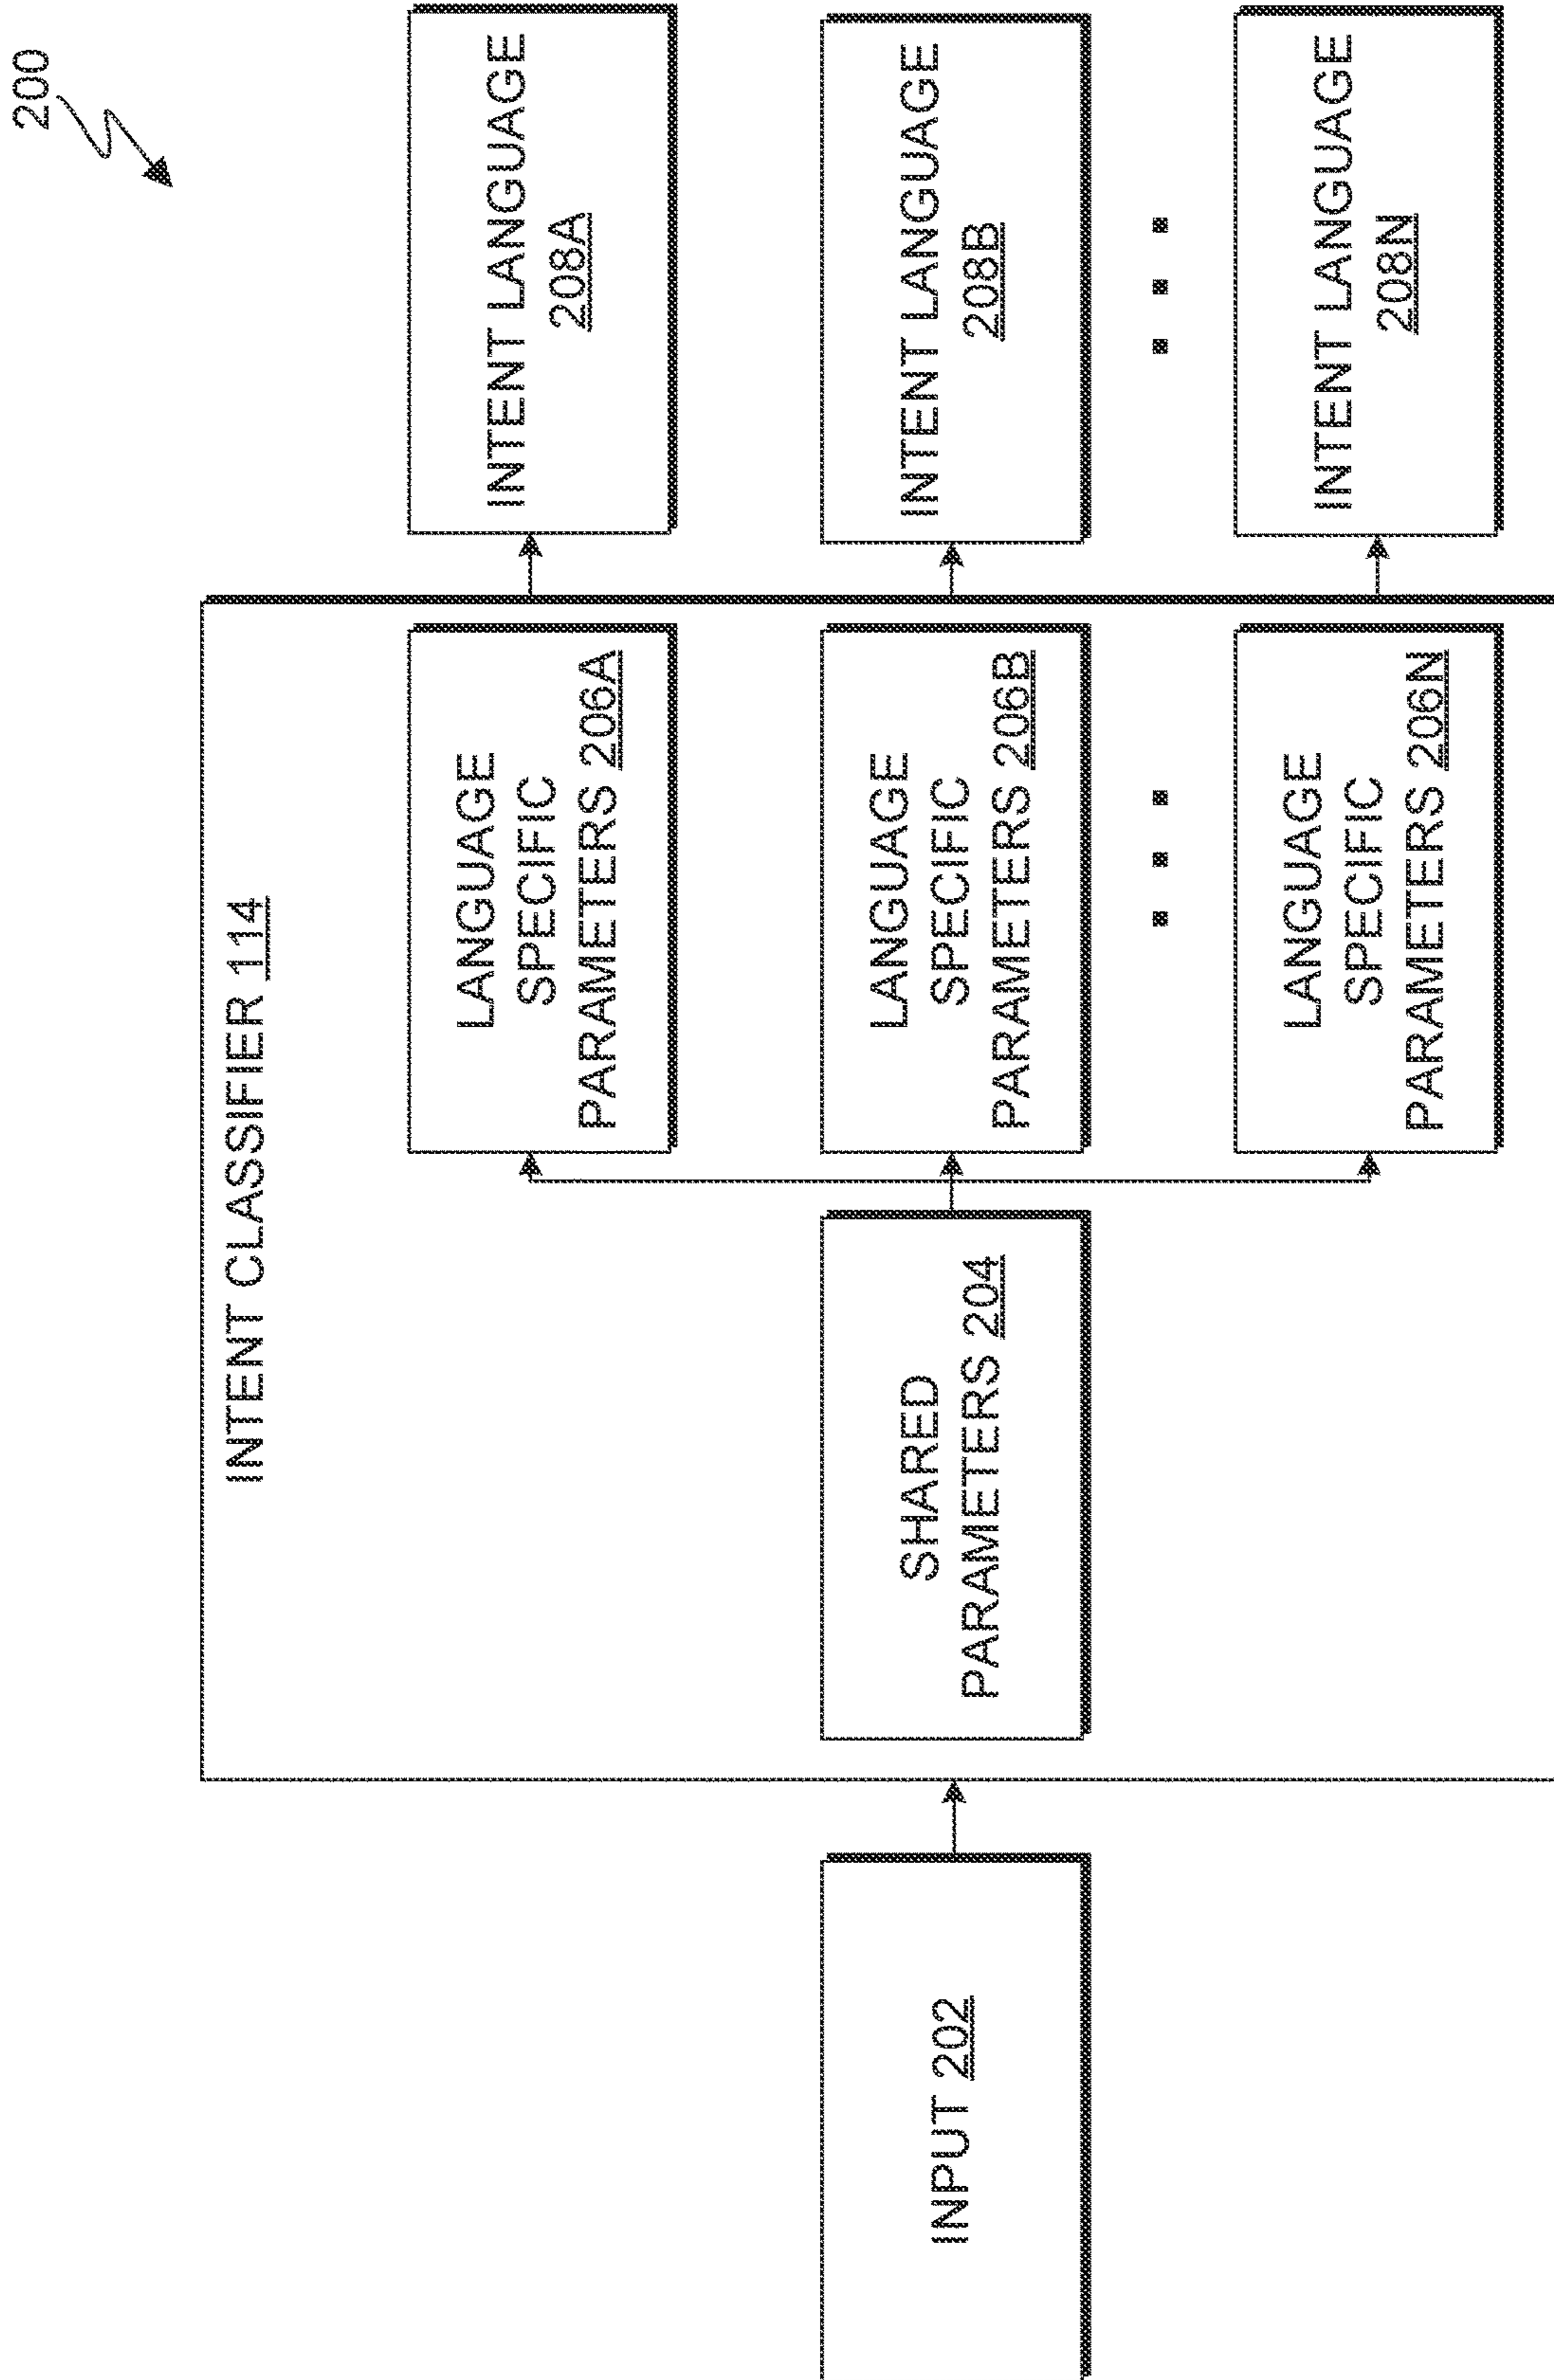 200
INTENT CLASSIFIER 114
INPUT 202
SHARED
PARAMETERS 204
LANGUAGE
SPECIFIC
PARAMETERS 206A
LANGUAGE
SPECIFIC
PARAMETERS 206B
LANGUAGE
SPECIFIC
PARAMETERS 206N
INTENT LANGUAGE
208A
INTENT LANGUAGE
208B
INTENT LANGUAGE
208N